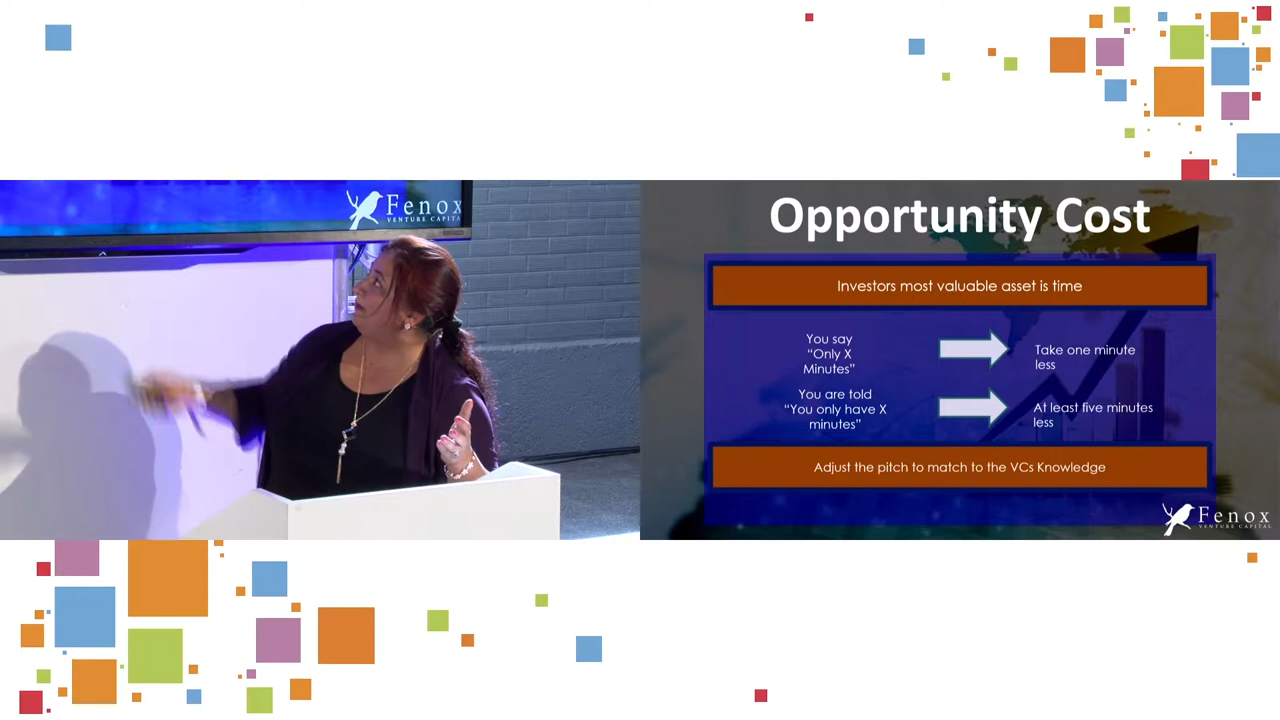 Fenox
VENTURE CAPITAL
Opportunity Cost
Investors most valuable asset is time
You say
“Only X
Minutes”
Take one minute
less
You are told
“You only have X
minutes”
At least five minutes
less
Adjust the pitch to match to the VCs Knowledge
Fenox
VENTURE CAPITAL